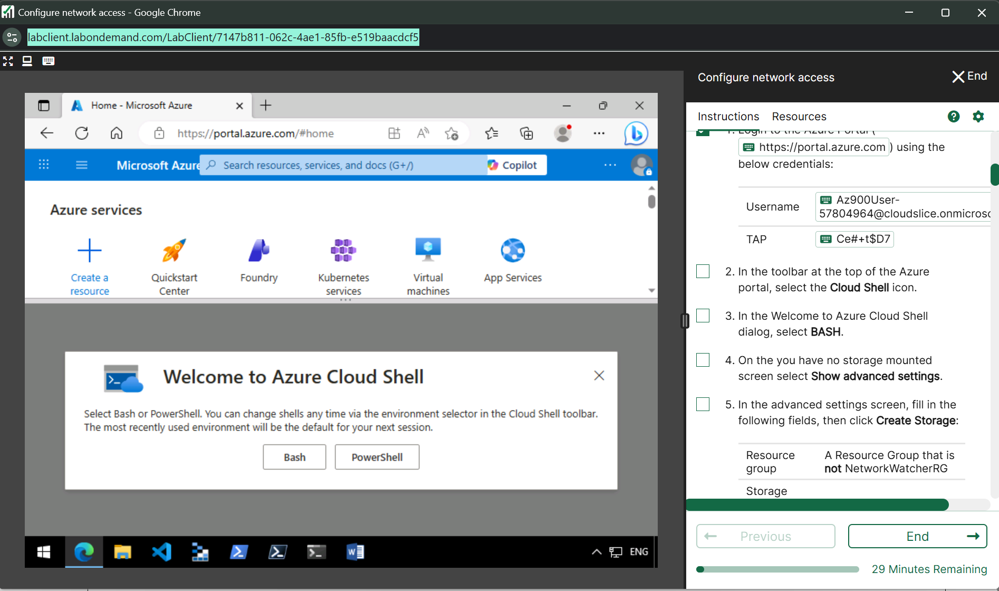 Configure network access - Google Chrome
labclient.labondemand.com/LabClient/7147b811-062c-4ae1-85fb-e519baacdcf5
Configure network access
End
Home - Microsoft Azure
https://portal.azure.com/#home
Microsoft Azure
Search resources, services, and docs (G+/)
Copilot
Azure services
Create a
resource
Quickstart
Center
Foundry
Kubernetes
services
Virtual
machines
App Services
Welcome to Azure Cloud Shell
Select Bash or PowerShell. You can change shells any time via the environment selector in the Cloud Shell toolbar.
The most recently used environment will be the default for your next session.
Bash
PowerShell
ENG
Instructions
Resources
1. Login to the Azure Portal (
https://portal.azure.com ) using the
below credentials:
Username
Az900User-
57804964@cloudslice.onmicroso
TAP
Ce#+t$D7
2. In the toolbar at the top of the Azure
portal, select the Cloud Shell icon.
3. In the Welcome to Azure Cloud Shell
dialog, select BASH.
4. On the you have no storage mounted
screen select Show advanced settings.
5. In the advanced settings screen, fill in the
following fields, then click Create Storage:
Resource
group
A Resource Group that is
not NetworkWatcherRG
Storage
Previous
End
29 Minutes Remaining